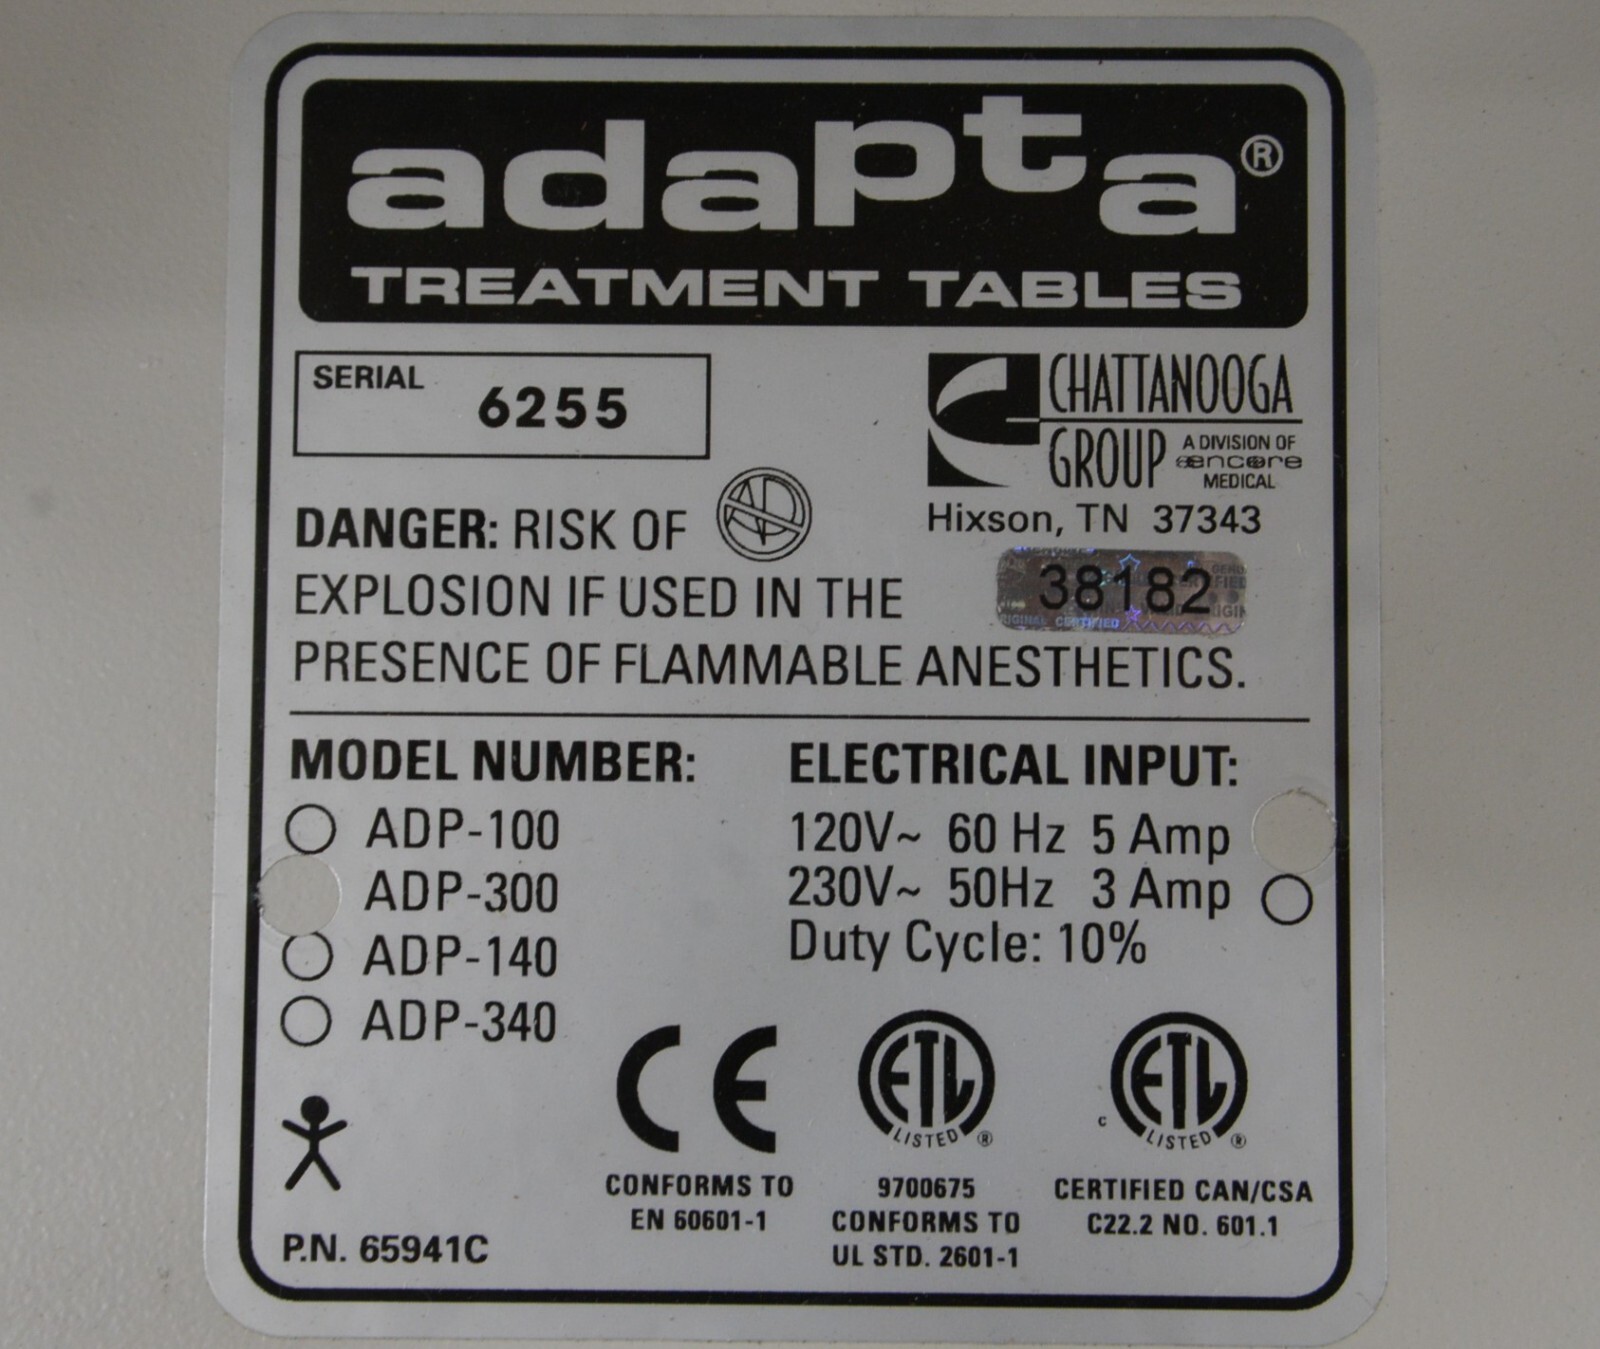 adapta®
TREATMENT TABLES
SERIAL 6255
CHATTANOOGA
GROUP A DIVISION OF
encore
MEDICAL
Hixson, TN 37343
38182
DANGER: RISK OF AP
EXPLOSION IF USED IN THE
PRESENCE OF FLAMMABLE ANESTHETICS.
MODEL NUMBER:
ADP-100
ADP-300
ADP-140
ADP-340
ELECTRICAL INPUT:
120V~ 60 Hz 5 Amp
230V~ 50Hz 3 Amp
Duty Cycle: 10%
P.N. 65941C
CE
CONFORMS TO
EN 60601-1
ETL
LISTED ®
9700675
CONFORMS TO
UL STD. 2601-1
c ETL
LISTED ®
CERTIFIED CAN/CSA
C22.2 NO. 601.1